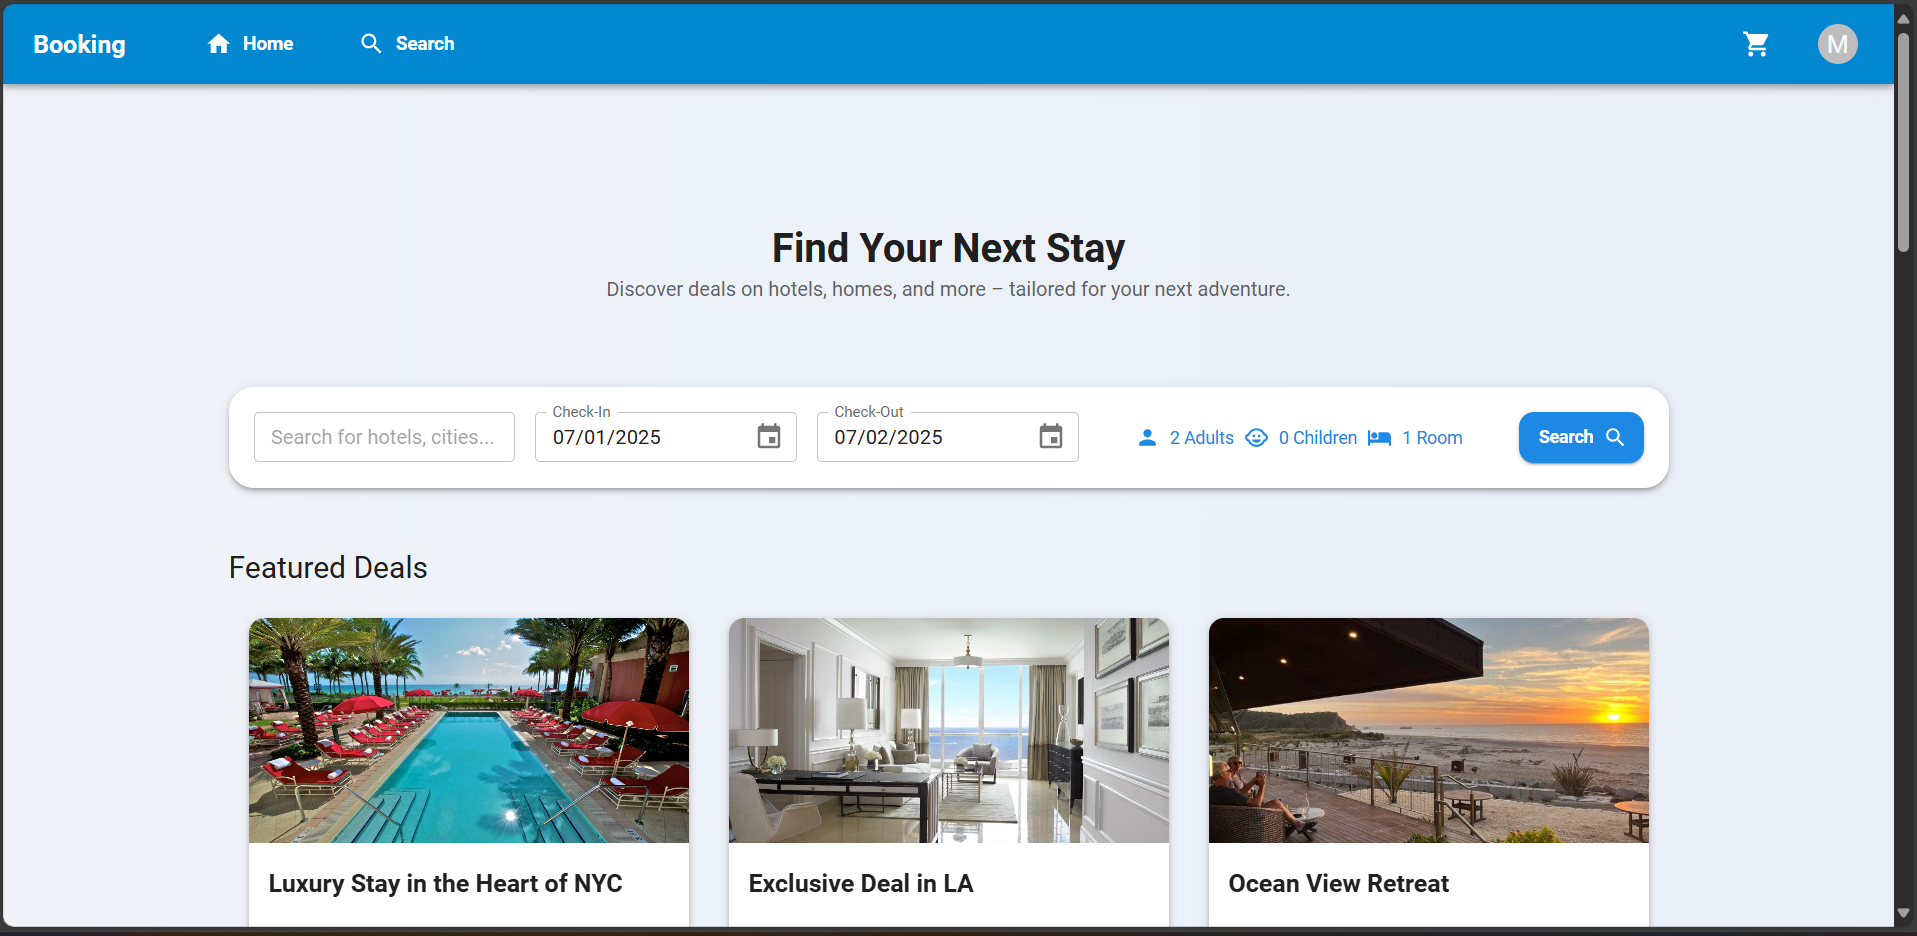 Booking
Home
Search
M
Find Your Next Stay
Discover deals on hotels, homes, and more – tailored for your next adventure.
Search for hotels, cities...
Check-In
07/01/2025
Check-Out
07/02/2025
2 Adults
0 Children
1 Room
Search
Featured Deals
Luxury Stay in the Heart of NYC
Exclusive Deal in LA
Ocean View Retreat